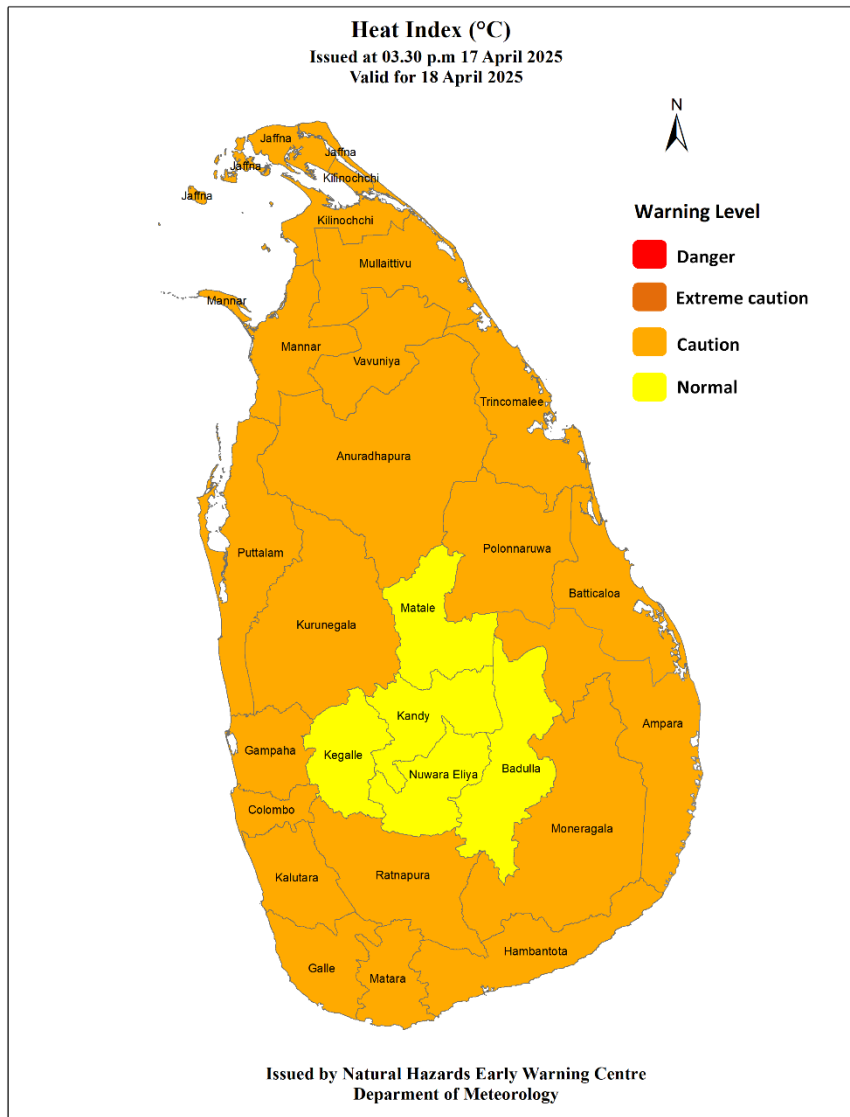 Heat Index (°C)
Issued at 03.30 p.m 17 April 2025
Valid for 18 April 2025
N
Jaffna
Jaffna
Jaffna
Kilinochchi
Jaffna
Kilinochchi
Mullaittivu
Mannar
Mannar
Vavuniya
Trincomalee
Anuradhapura
Puttalam
Polonnaruwa
Batticaloa
Matale
Kurunegala
Kandy
Ampara
Gampaha
Kegalle
Nuwara Eliya
Badulla
Colombo
Moneragala
Kalutara
Ratnapura
Hambantota
Galle
Matara
Warning Level
Danger
Extreme caution
Caution
Normal
Issued by Natural Hazards Early Warning Centre
Deparment of Meteorology